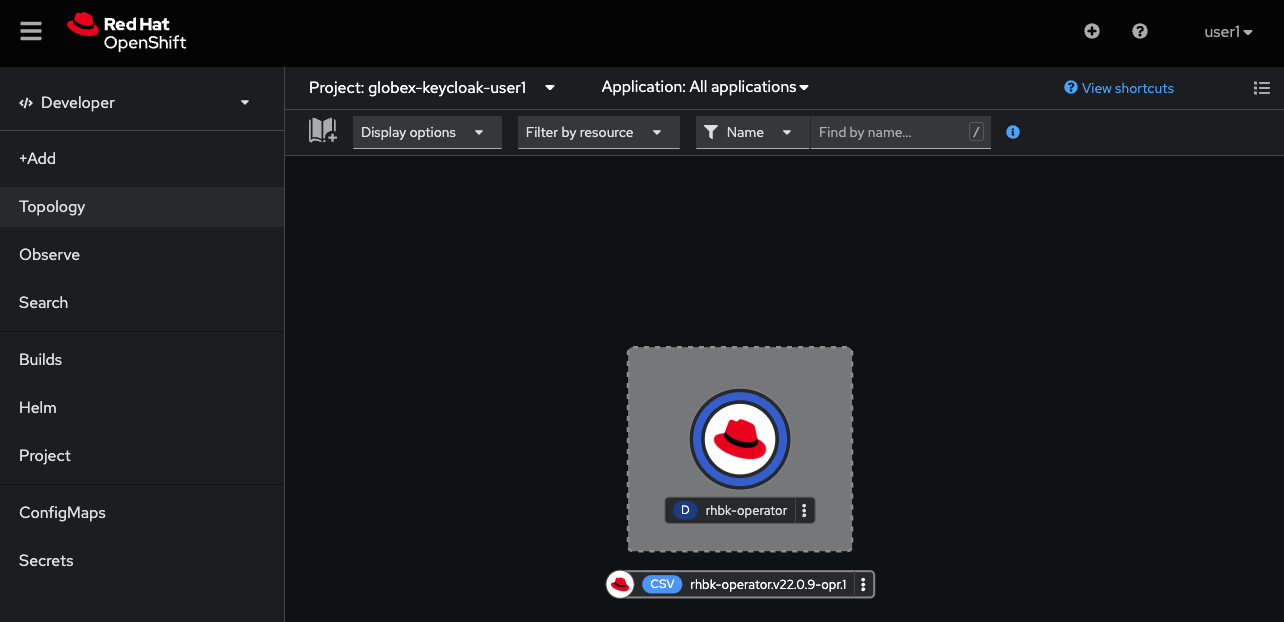 Red Hat
OpenShift
user1
Developer
Project: globex-keycloak-user1
Application: All applications
View shortcuts
Display options
Filter by resource
Name
Find by name...
/
+Add
Topology
Observe
Search
Builds
Helm
Project
ConfigMaps
Secrets
D rhbk-operator
CSV rhbk-operator.v22.0.9-opr.1